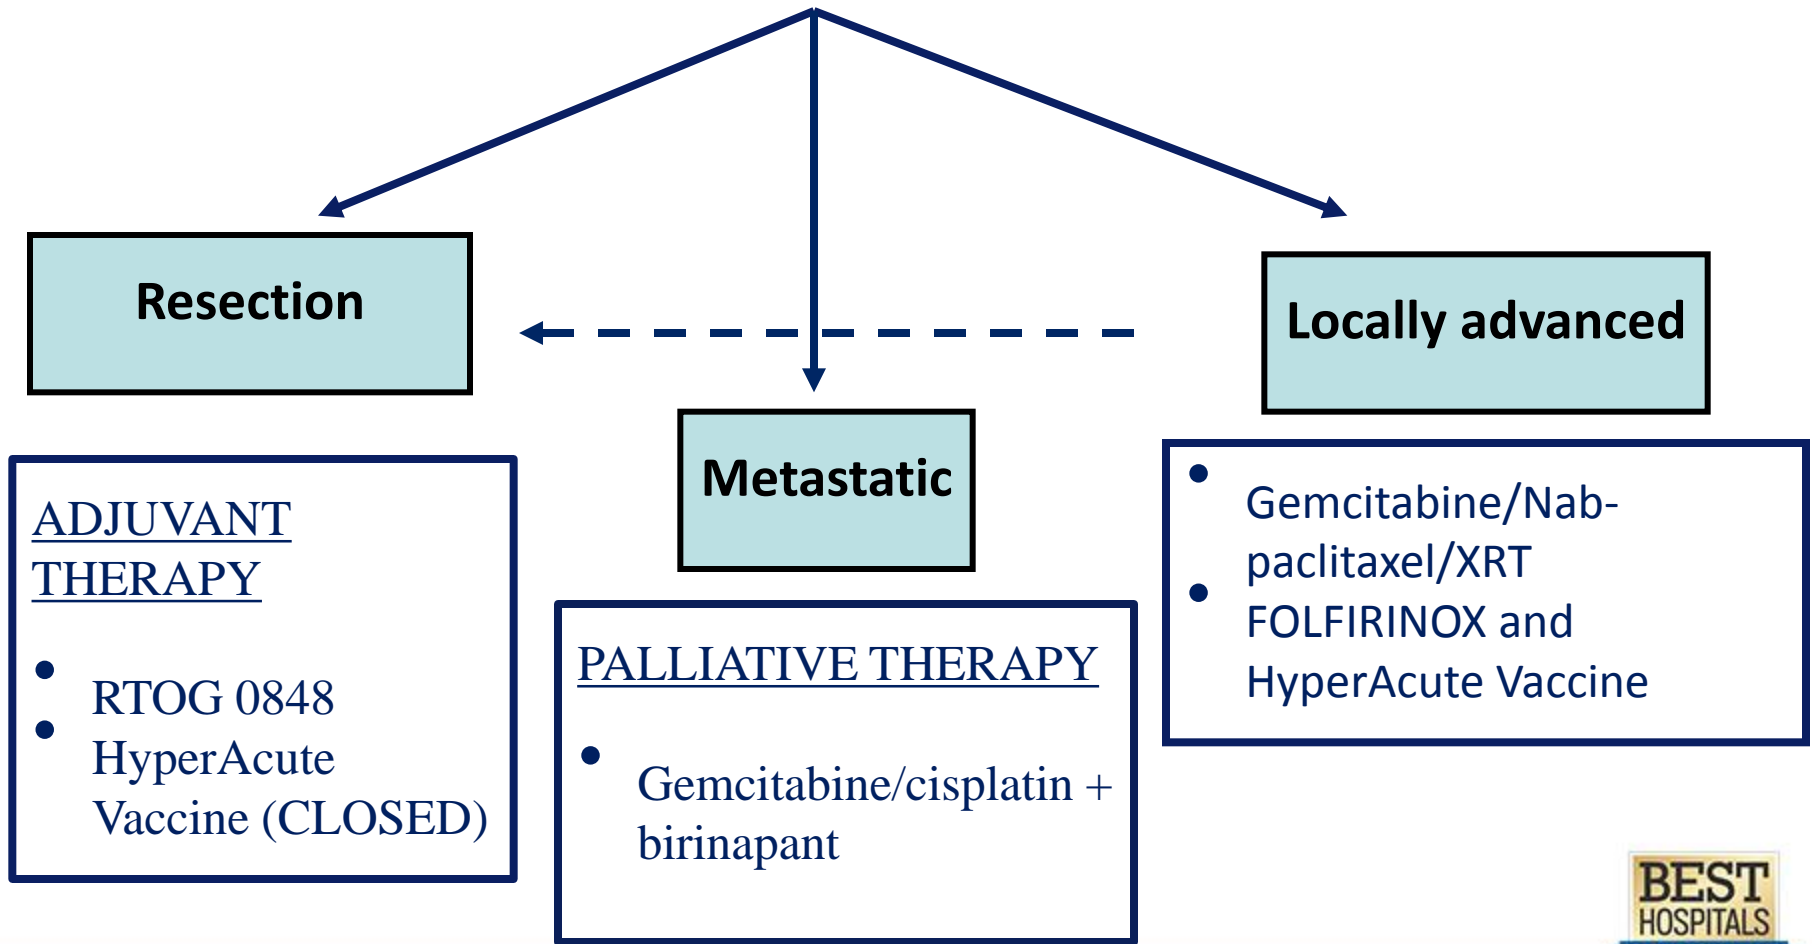 Resection
Locally advanced
Metastatic
ADJUVANT
THERAPY
• RTOG 0848
• HyperAcute
Vaccine (CLOSED)
PALLIATIVE THERAPY
• Gemcitabine/cisplatin +
birinapant
• Gemcitabine/Nab-
paclitaxel/XRT
• FOLFIRINOX and
HyperAcute Vaccine
BEST
HOSPITALS